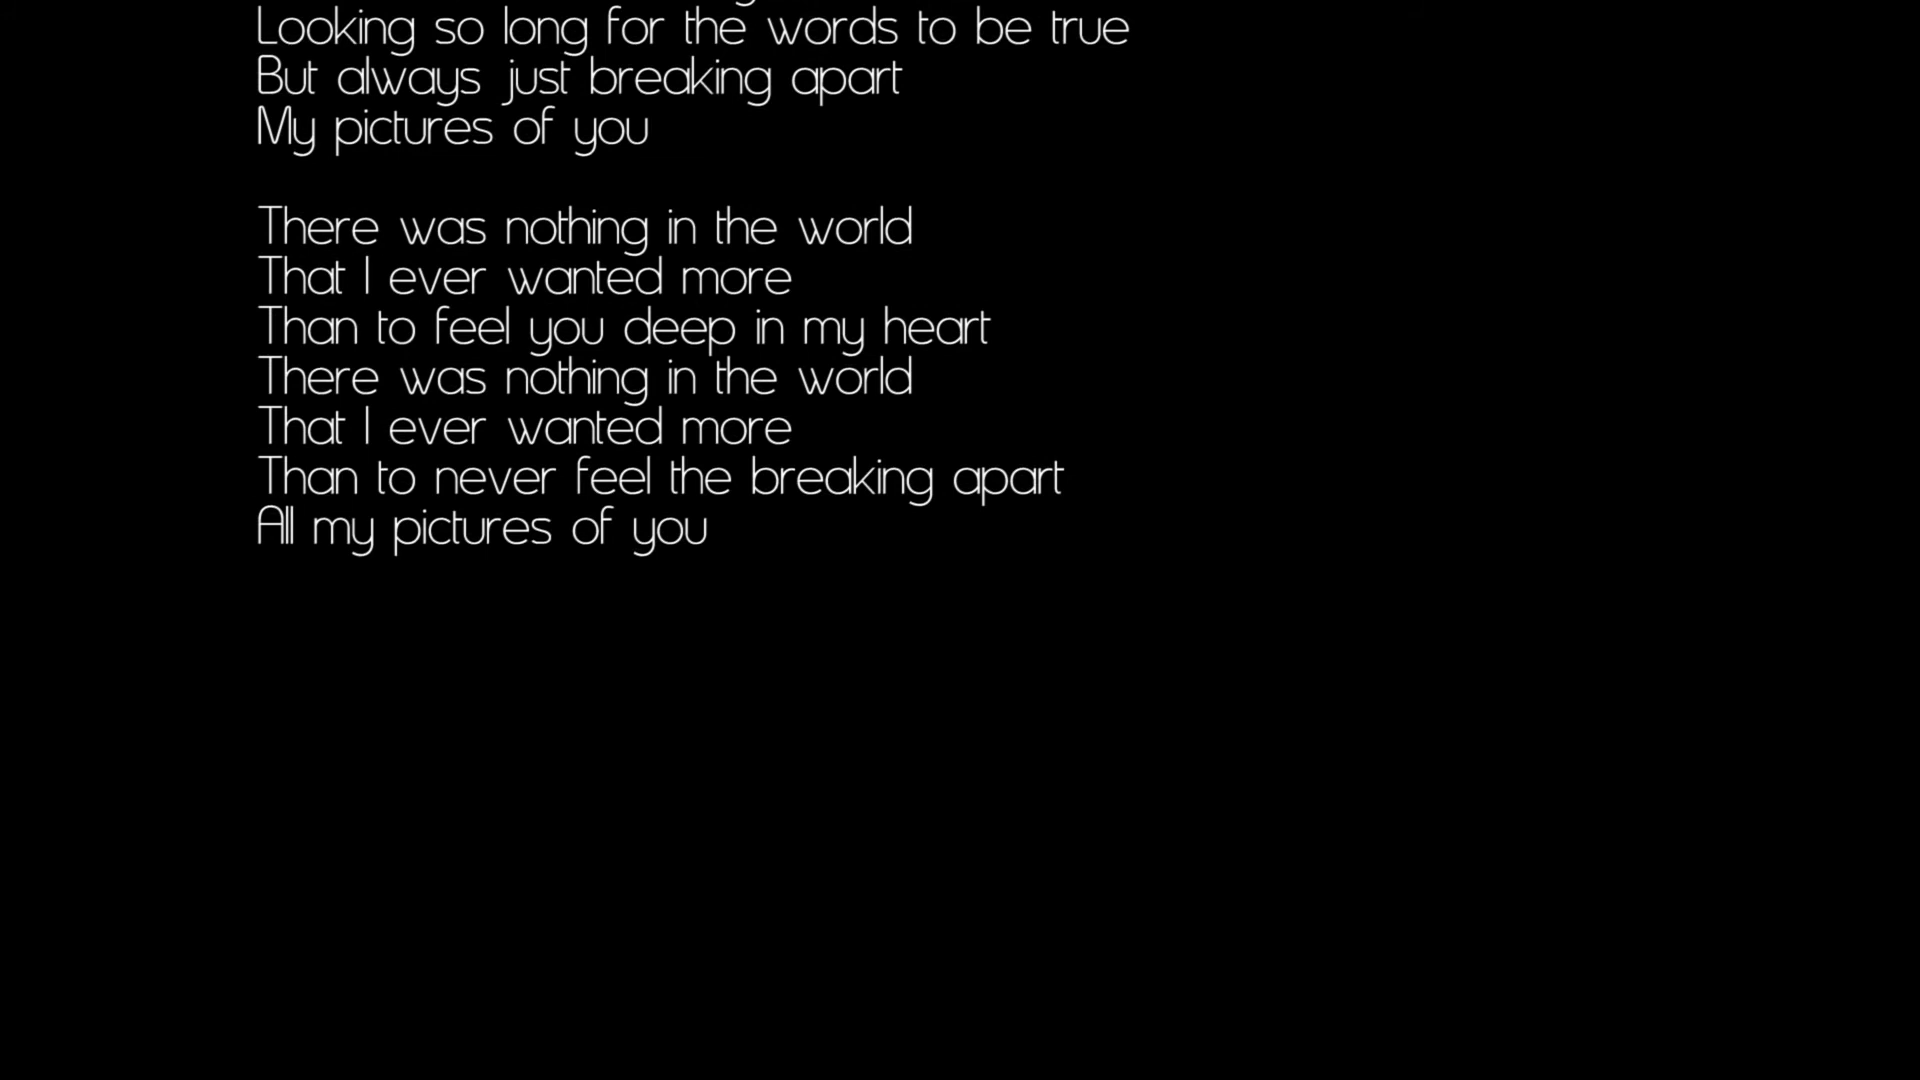 Looking so long for the words to be true
But always just breaking apart
My pictures of you
There was nothing in the world
That I ever wanted more
Than to feel you deep in my heart
There was nothing in the world
That I ever wanted more
Than to never feel the breaking apart
All my pictures of you